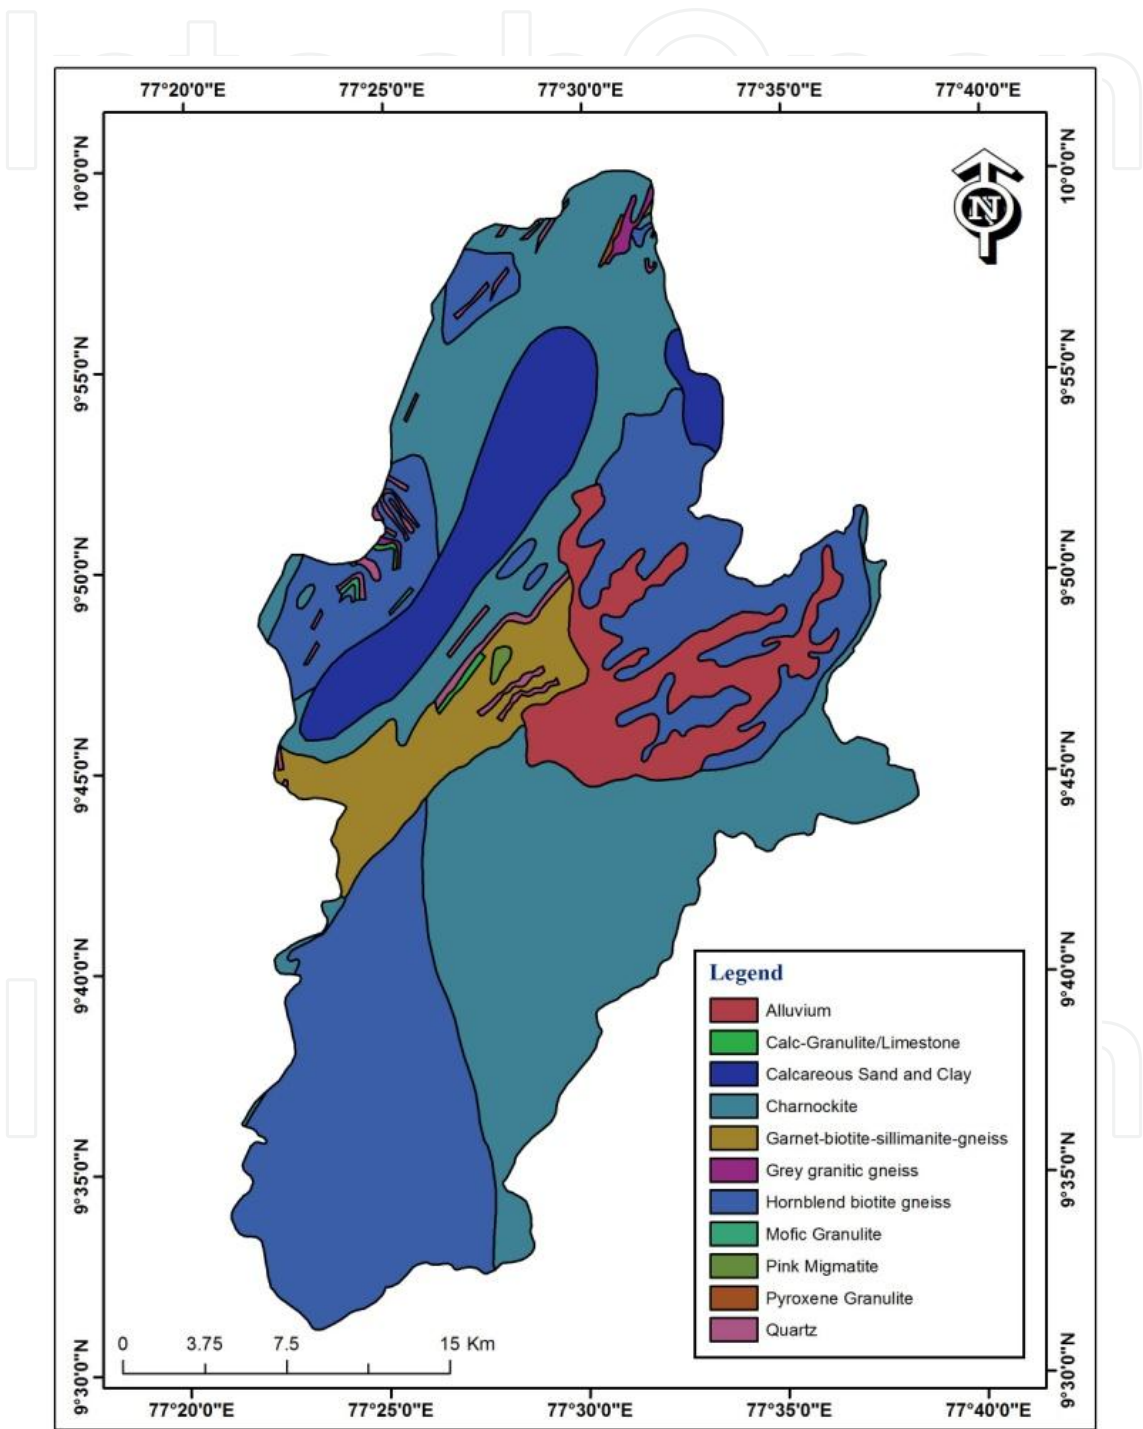 77°20'0"E 77°25'0"E 77°30'0"E 77°35'0"E 77°40'0"E
N
10°0'0"N 10°0'0"N
9°55'0"N 9°55'0"N
9°50'0"N 9°50'0"N
9°45'0"N 9°45'0"N
9°40'0"N 9°40'0"N
9°35'0"N 9°35'0"N
9°30'0"N 9°30'0"N
Legend
Alluvium
Calc-Granulite/Limestone
Calcareous Sand and Clay
Charnockite
Garnet-biotite-sillimanite-gneiss
Grey granitic gneiss
Hornblend biotite gneiss
Mofic Granulite
Pink Migmatite
Pyroxene Granulite
Quartz
0 3.75 7.5 15 Km
77°20'0"E 77°25'0"E 77°30'0"E 77°35'0"E 77°40'0"E